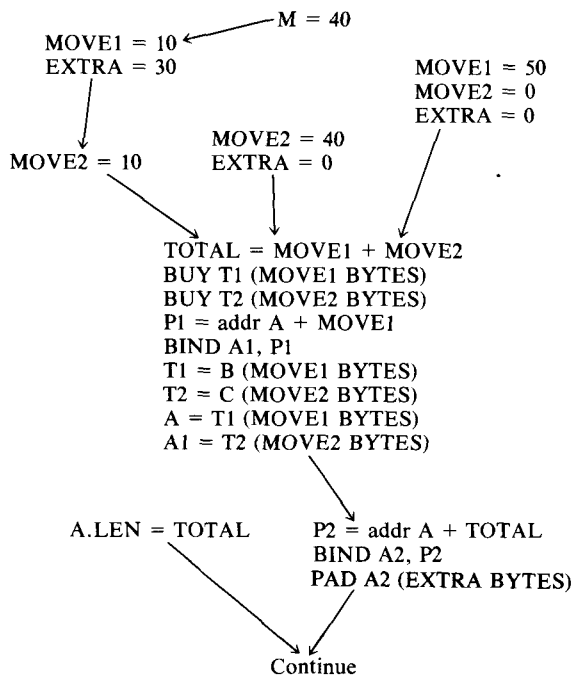 M = 40
MOVE1 = 10
EXTRA = 30
MOVE1 = 50
MOVE2 = 0
EXTRA = 0
MOVE2 = 40
EXTRA = 0
MOVE2 = 10
TOTAL = MOVE1 + MOVE2
BUY T1 (MOVE1 BYTES)
BUY T2 (MOVE2 BYTES)
P1 = addr A + MOVE1
BIND A1, P1
T1 = B (MOVE1 BYTES)
T2 = C (MOVE2 BYTES)
A = T1 (MOVE1 BYTES)
A1 = T2 (MOVE2 BYTES)
A.LEN = TOTAL
P2 = addr A + TOTAL
BIND A2, P2
PAD A2 (EXTRA BYTES)
Continue